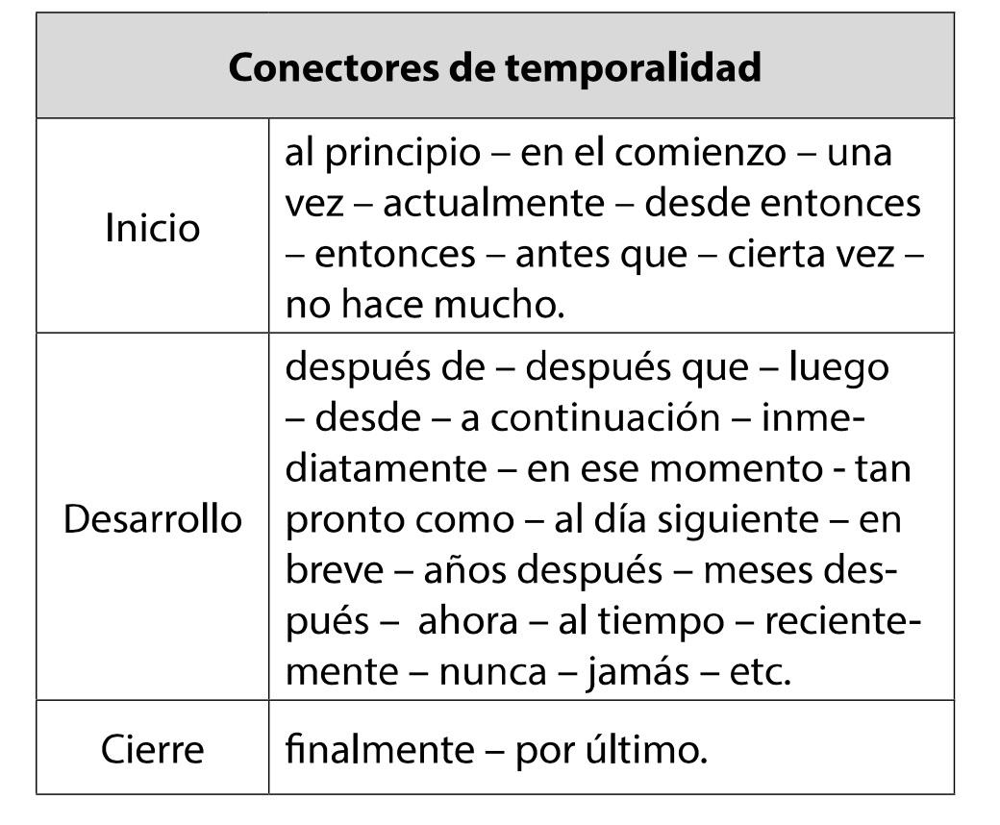 Conectores de temporalidad
Inicio
al principio – en el comienzo – una
vez – actualmente – desde entonces
– entonces – antes que – cierta vez –
no hace mucho.
Desarrollo
después de – después que – luego
– desde – a continuación – inme-
diatamente – en ese momento - tan
pronto como – al día siguiente – en
breve – años después – meses des-
pués – ahora – al tiempo – reciente-
mente – nunca – jamás – etc.
Cierre
finalmente – por último.